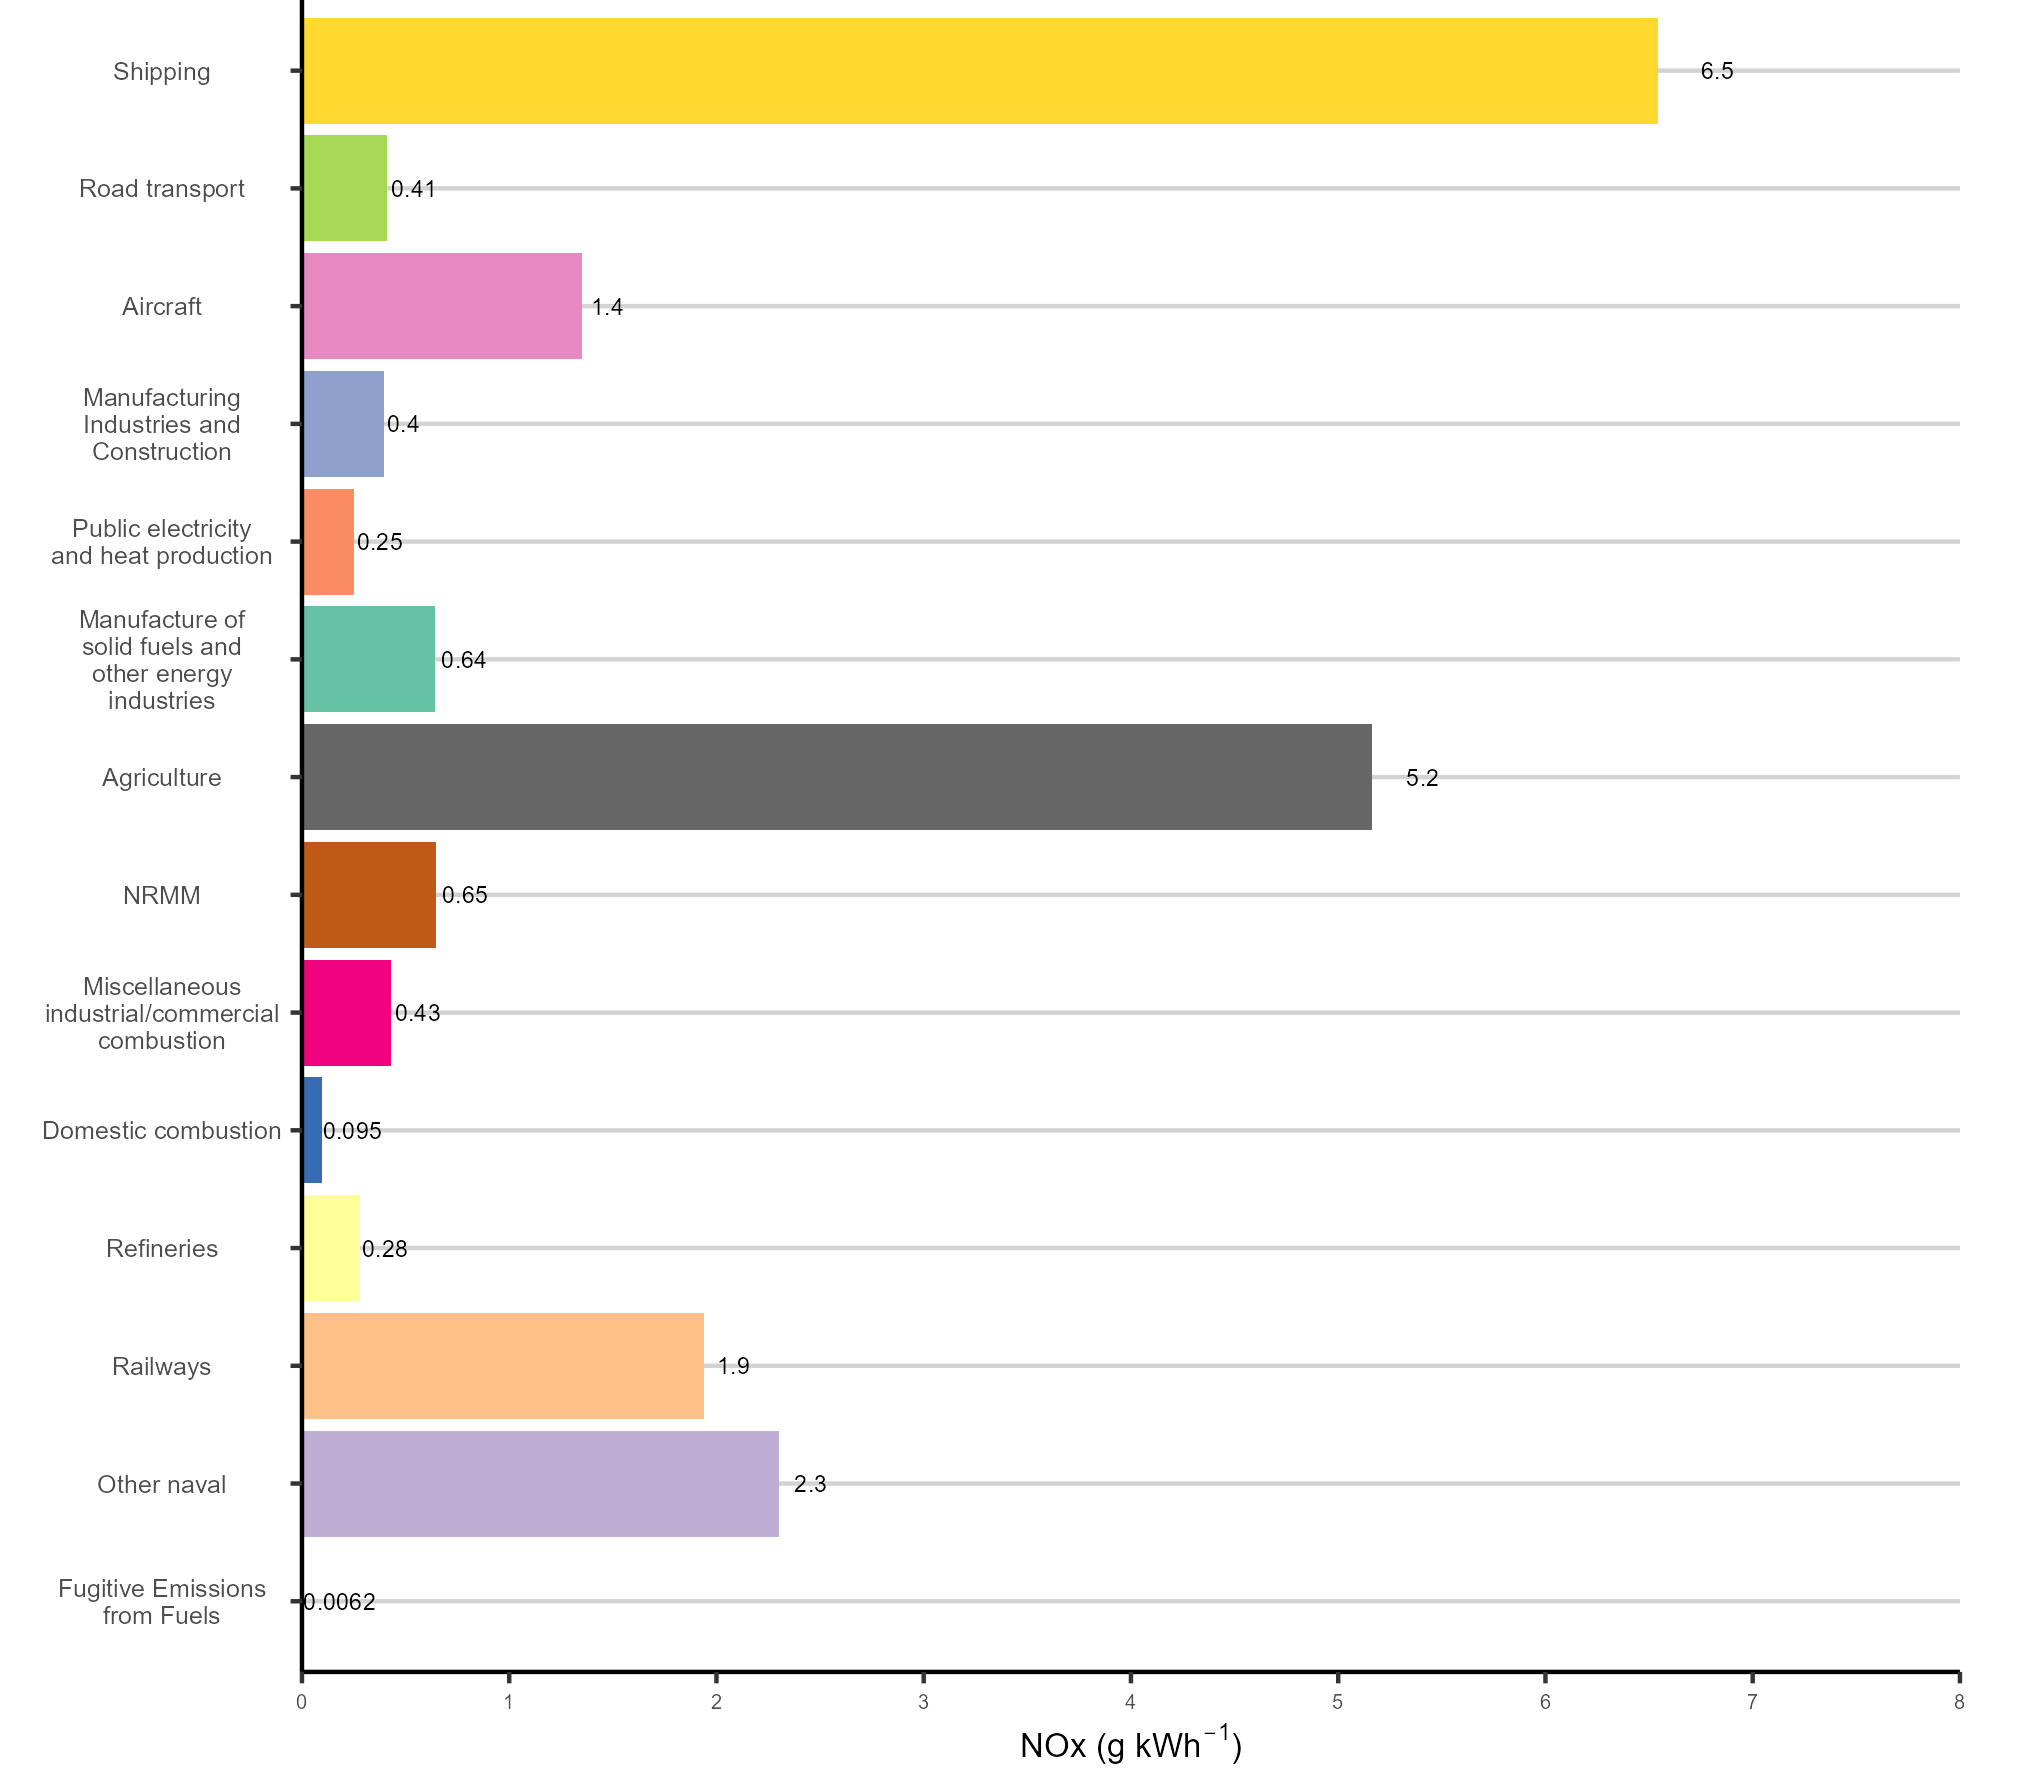 Shipping
6.5
Road transport
0.41
Aircraft
1.4
Manufacturing
Industries and
Construction
0.4
Public electricity
and heat production
0.25
Manufacture of
solid fuels and
other energy
industries
0.64
Agriculture
5.2
NRMM
0.65
Miscellaneous
industrial/commercial
combustion
0.43
Domestic combustion
0.095
Refineries
0.28
Railways
1.9
Other naval
2.3
Fugitive Emissions
from Fuels
0.0062
0 1 2 3 4 5 6 7 8
NOx (g kWh⁻¹)